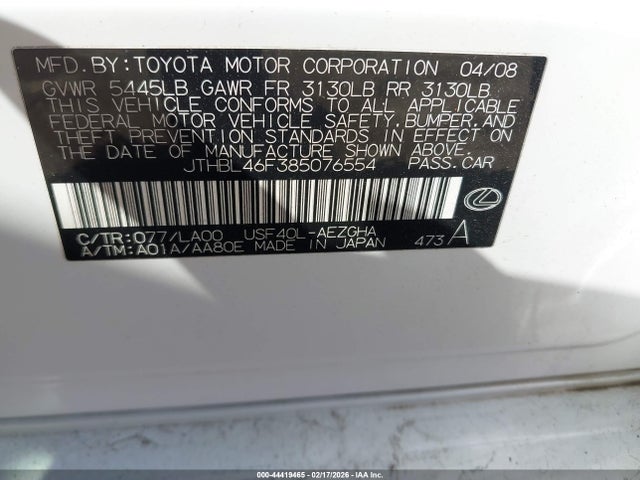 MFD. BY: TOYOTA MOTOR CORPORATION 04/08
GVWR 5445LB GAWR FR 3130LB RR 3130LB
THIS VEHICLE CONFORMS TO ALL APPLICABLE
FEDERAL MOTOR VEHICLE SAFETY, BUMPER, AND
THEFT PREVENTION STANDARDS IN EFFECT ON
THE DATE OF MANUFACTURE SHOWN ABOVE.
JTHBL46F385076554 PASS. CAR
C/TR: 077/LA00 USF40L-AEZGHA
A/TM: A01A/AA80E MADE IN JAPAN 473 A
000-44419465 - 02/17/2026 - COPYRIGHT IAAI, LLC